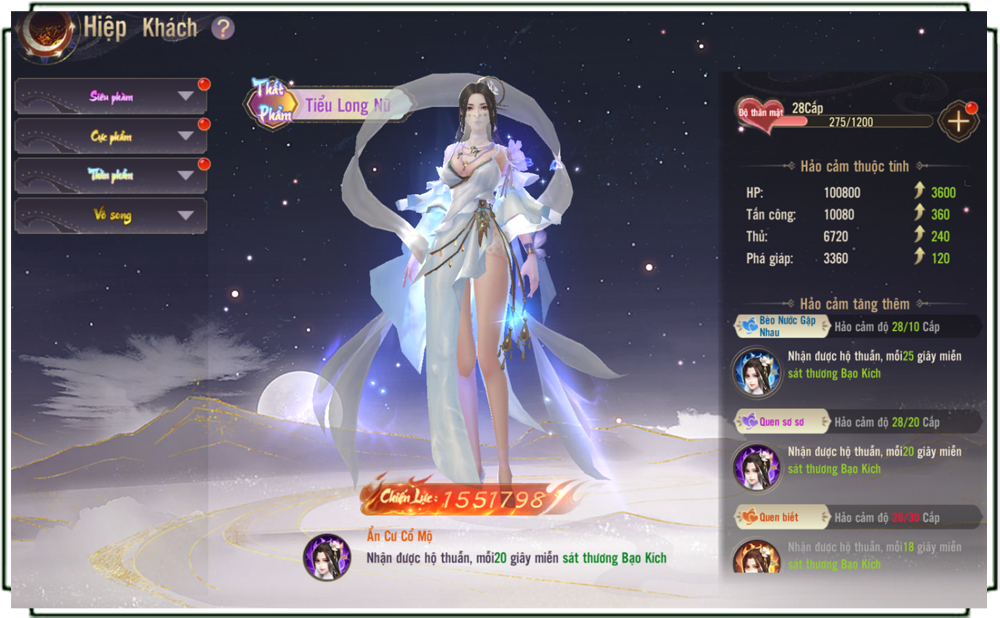 Hiệp Khách ?
Siêu phàm
Cực phẩm
Thần phẩm
Vô song
Thất
Phẩm
Tiểu Long Nữ
Độ thân mật
28Cấp
275/1200
Hảo cảm thuộc tính
HP: 100800 3600
Tấn công: 10080 360
Thủ: 6720 240
Phá giáp: 3360 120
Hảo cảm tăng thêm
Bèo Nước Gặp
Nhau
Hảo cảm độ 28/10 Cấp
Nhận được hộ thuẫn, mỗi25 giây miễn
sát thương Bạo Kích
Quen sơ sơ
Hảo cảm độ 28/20 Cấp
Nhận được hộ thuẫn, mỗi20 giây miễn
sát thương Bạo Kích
Quen biết
Hảo cảm độ 28/30 Cấp
Nhận được hộ thuẫn, mỗi18 giây miễn
sát thương Bạo Kích
Chiến Lực: 1551798
Ẩn Cư Cổ Mộ
Nhận được hộ thuẫn, mỗi20 giây miễn sát thương Bạo Kích